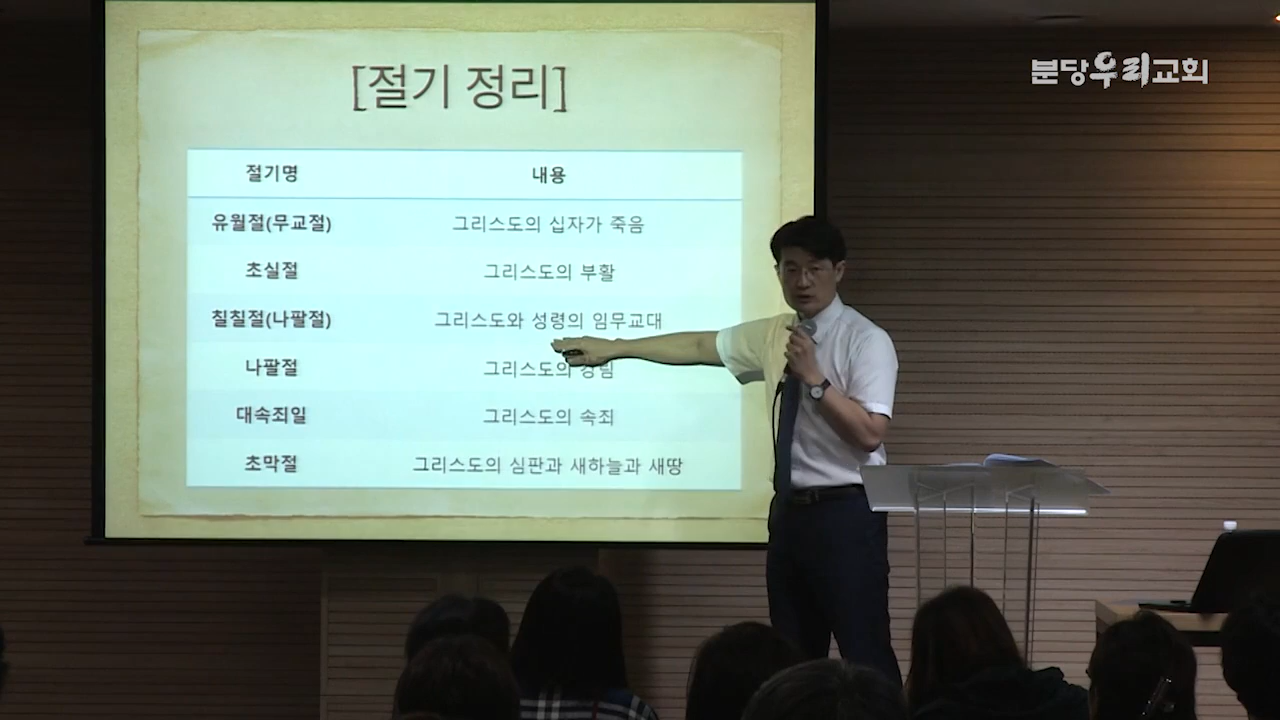 [절기 정리]
분당우리교회
절기명 내용
유월절(무교절) 그리스도의 십자가 죽음
초실절 그리스도의 부활
칠칠절(나팔절) 그리스도와 성령의 임무교대
나팔절 그리스도의
대속죄일 그리스도의 속죄
초막절 그리스도의 심판과 새하늘과 새땅